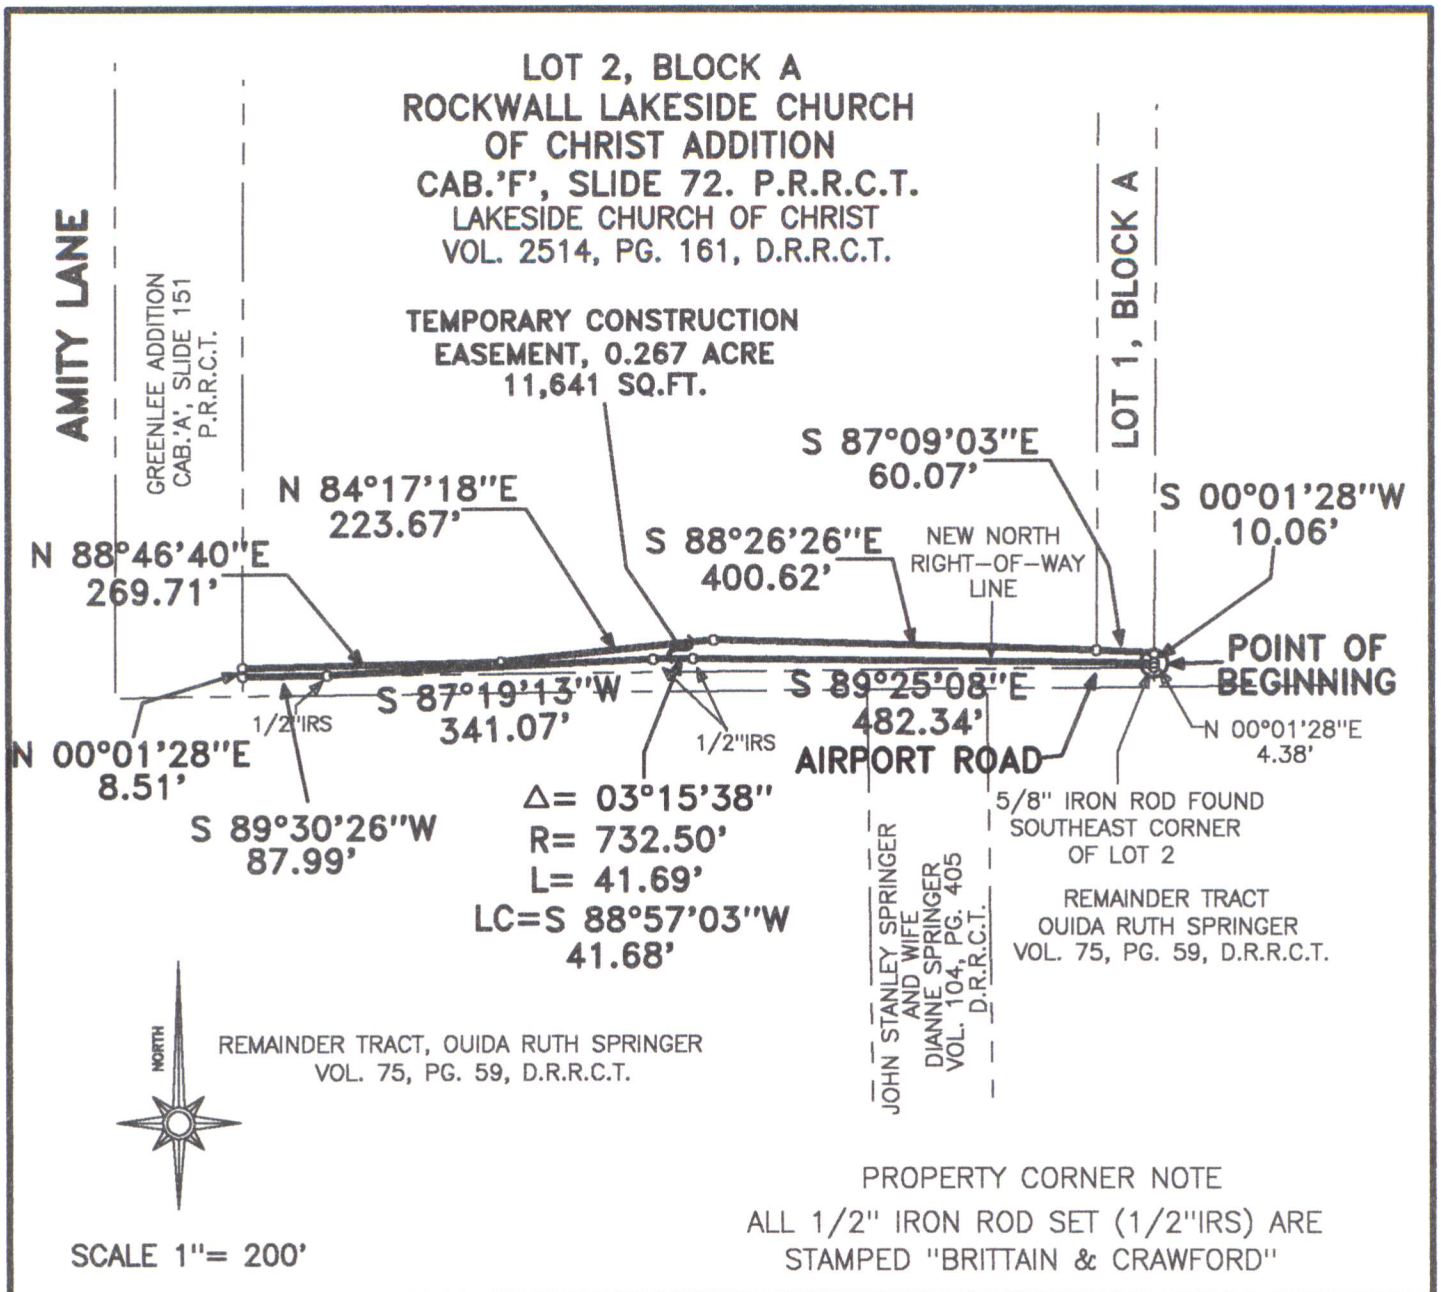 LOT 2, BLOCK A
ROCKWALL LAKESIDE CHURCH
OF CHRIST ADDITION
CAB.'F', SLIDE 72. P.R.R.C.T.
LAKESIDE CHURCH OF CHRIST
VOL. 2514, PG. 161, D.R.R.C.T.
AMITY LANE
GREENLEE ADDITION
CAB.'A', SLIDE 151
P.R.R.C.T.
LOT 1, BLOCK A
TEMPORARY CONSTRUCTION
EASEMENT, 0.267 ACRE
11,641 SQ.FT.
N 88°46'40"E
269.71'
N 84°17'18"E
223.67'
S 88°26'26"E
400.62'
S 87°09'03"E
60.07'
S 00°01'28"W
10.06'
NEW NORTH
RIGHT-OF-WAY
LINE
POINT OF
BEGINNING
N 00°01'28"E
8.51'
1/2"IRS
S 89°30'26"W
87.99'
S 87°19'13"W
341.07'
1/2"IRS
S 89°25'08"E
482.34'
AIRPORT ROAD
N 00°01'28"E
4.38'
Δ= 03°15'38"
R= 732.50'
L= 41.69'
LC=S 88°57'03"W
41.68'
5/8" IRON ROD FOUND
SOUTHEAST CORNER
OF LOT 2
JOHN STANLEY SPRINGER
AND WIFE
DIANNE SPRINGER
VOL. 104, PG. 405
D.R.R.C.T.
REMAINDER TRACT
OUIDA RUTH SPRINGER
VOL. 75, PG. 59, D.R.R.C.T.
NORTH
REMAINDER TRACT, OUIDA RUTH SPRINGER
VOL. 75, PG. 59, D.R.R.C.T.
SCALE 1"= 200'
PROPERTY CORNER NOTE
ALL 1/2" IRON ROD SET (1/2"IRS) ARE
STAMPED "BRITTAIN & CRAWFORD"